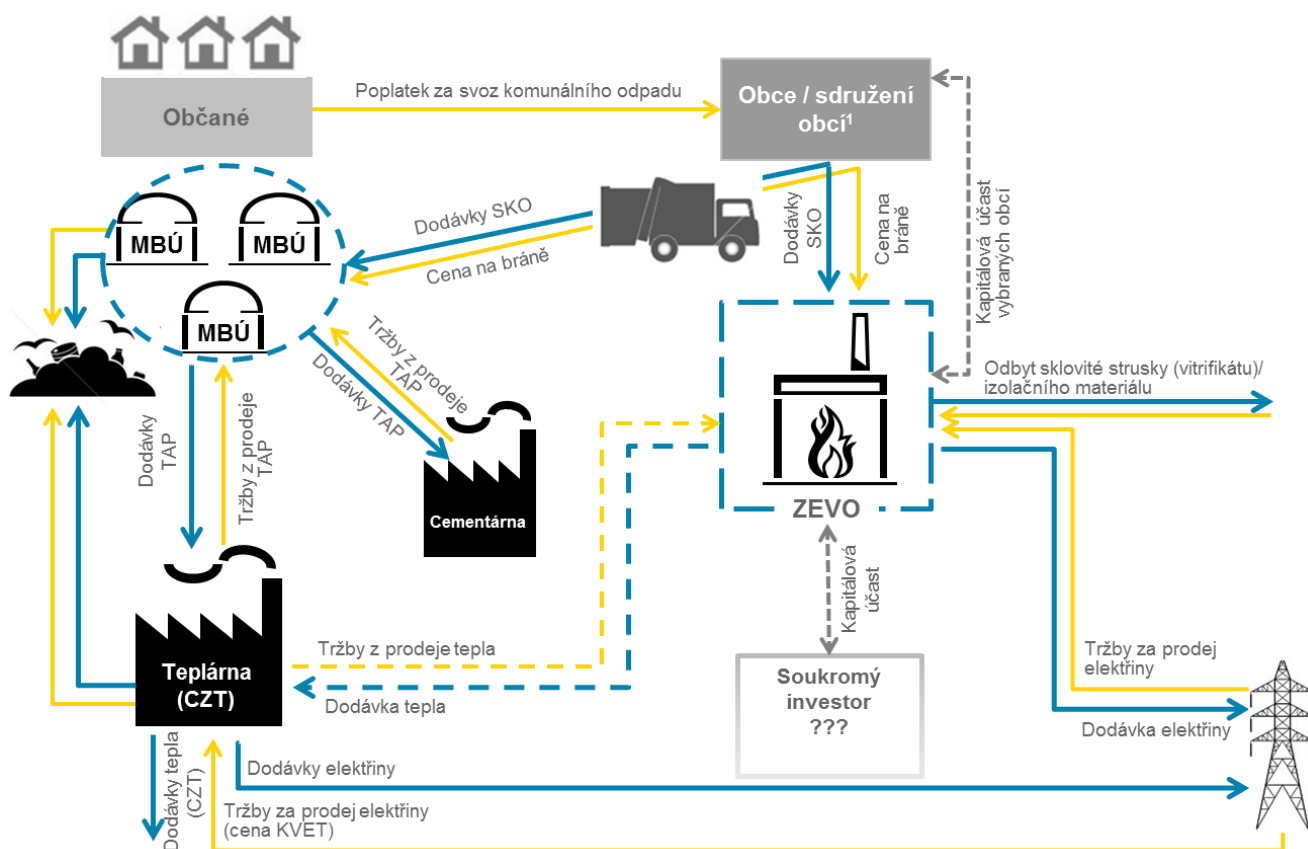 Občané
Poplatek za svoz komunálního odpadu
Obce / sdružení
obcí¹
MBÚ
MBÚ
MBÚ
Dodávky SKO
Cena na bráně
Dodávky
SKO
Cena na
bráně
Kapitálová účast
vybraných obcí
Tržby z prodeje
TAP
Dodávky TAP
Dodávky
TAP
Tržby z prodeje
TAP
Cementárna
Odbyt sklovité strusky (vitrifikátu)/
izolačního materiálu
ZEVO
Kapitálová
účast
Soukromý
investor
???
Teplárna
(CZT)
Tržby z prodeje tepla
Dodávka tepla
Tržby za prodej
elektřiny
Dodávka elektřiny
Dodávky tepla
(CZT)
Dodávky elektřiny
Tržby za prodej elektřiny
(cena KVET)